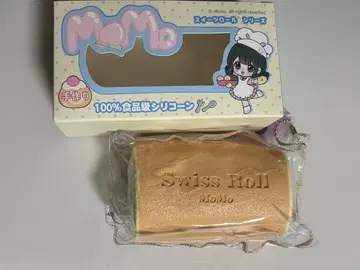 MoMo
スイーツロール シリーズ
手作り
100%食品級シリコーン
Swiss Roll
MoMo